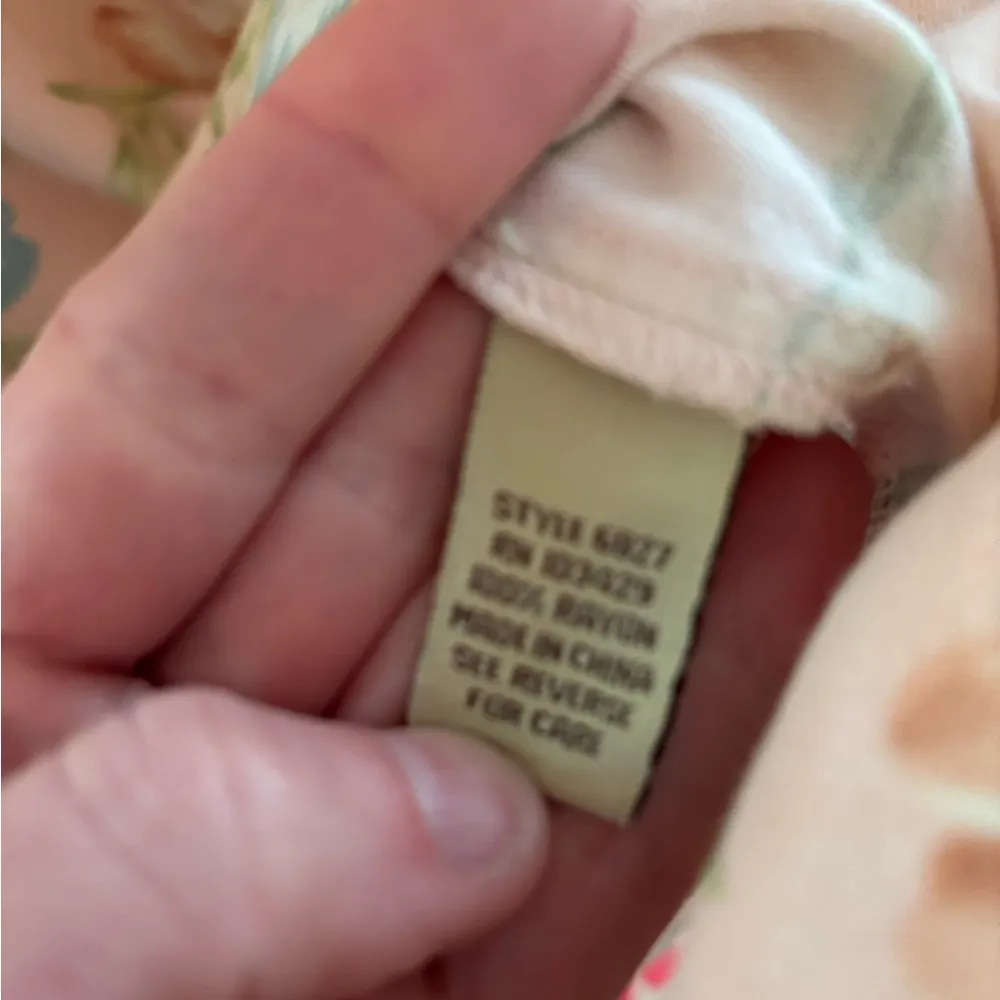 STYLE 6827
RN 103429
100% RAYON
MADE IN CHINA
SEE REVERSE
FOR CARE